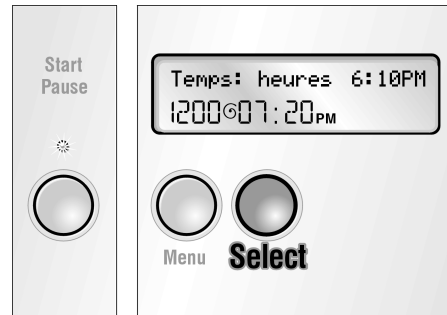 Start
Pause
Temps: heures 6:10PM
1200 07:20PM
Menu
Select